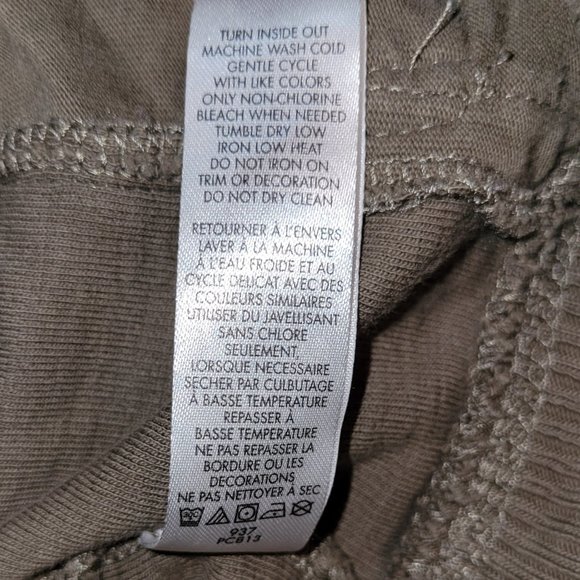 TURN INSIDE OUT
MACHINE WASH COLD
GENTLE CYCLE
WITH LIKE COLORS
ONLY NON-CHLORINE
BLEACH WHEN NEEDED
TUMBLE DRY LOW
IRON LOW HEAT
DO NOT IRON ON
TRIM OR DECORATION
DO NOT DRY CLEAN
RETOURNER À L'ENVERS
LAVER À LA MACHINE
À L'EAU FROIDE ET AU
CYCLE DELICAT AVEC DES
COULEURS SIMILAIRES
UTILISER DU JAVELLISANT
SANS CHLORE
SEULEMENT,
LORSQUE NECESSAIRE
SECHER PAR CULBUTAGE
À BASSE TEMPERATURE
REPASSER À
BASSE TEMPERATURE
NE PAS REPASSER LA
BORDURE OU LES
DECORATIONS
NE PAS NETTOYER À SEC
30C
937
PCB13